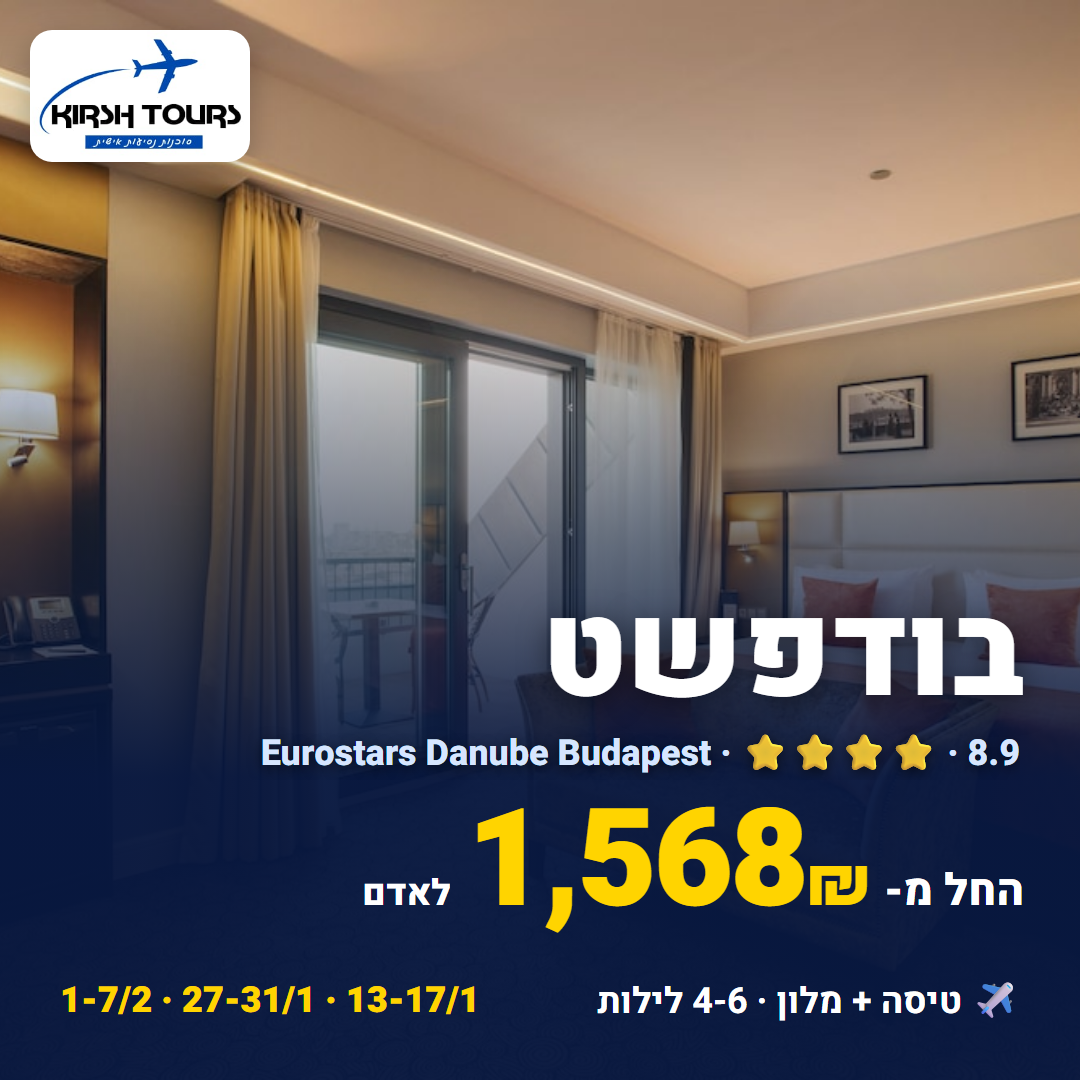 KIRSH TOURS
סוכנות נסיעות אישית
בודפשט
8.9 · ⭐⭐⭐⭐ · Eurostars Danube Budapest
החל מ- ₪1,568 לאדם
✈️ טיסה + מלון · 4-6 לילות
13-17/1 · 27-31/1 · 1-7/2